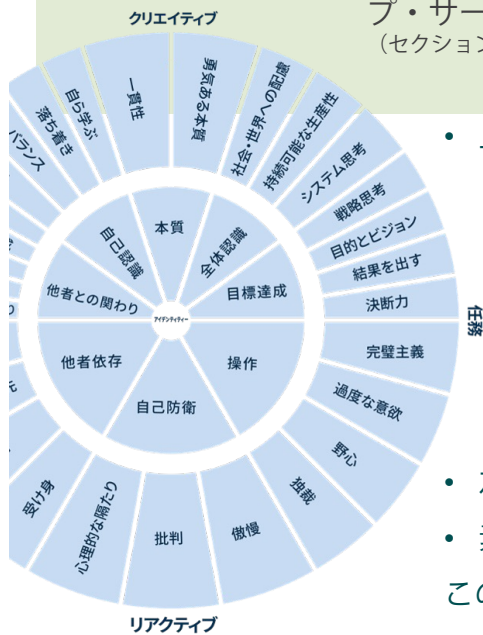 プ・サー
(セクション
クリエイティブ
バランス
落ち着き
自ら学ぶ
一貫性
勇気ある本質
社会・世界への配慮
持続可能な生産性
システム思考
戦略思考
目的とビジョン
結果を出す
決断力
任務
完璧主義
過度な意欲
野心
独裁
傲慢
批判
心理的な隔たり
受け身
リアクティブ
他者との関わり
自己認識
本質
全体認識
目標達成
アイデンティティー
他者依存
自己防衛
操作
この